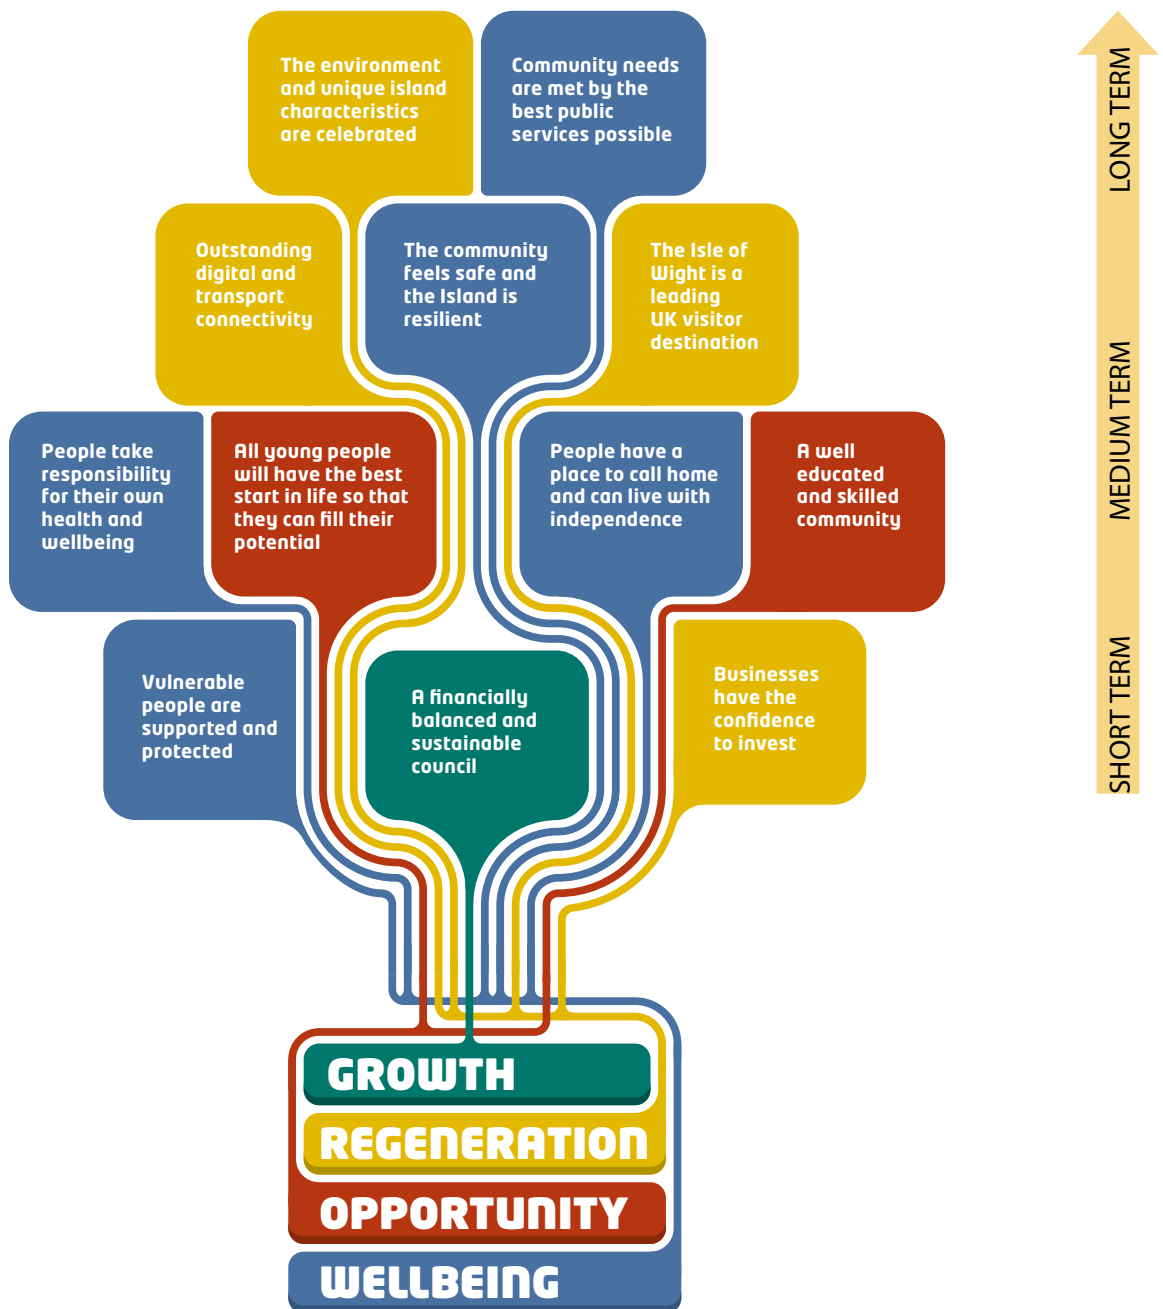 The environment
and unique island
characteristics
are celebrated
Community needs
are met by the
best public
services possible
Outstanding
digital and
transport
connectivity
The community
feels safe and
the Island is
resilient
The Isle of
Wight is a
leading
UK visitor
destination
People take
responsibility
for their own
health and
wellbeing
All young people
will have the best
start in life so that
they can fill their
potential
People have a
place to call home
and can live with
independence
A well
educated
and skilled
community
Vulnerable
people are
supported and
protected
A financially
balanced and
sustainable
council
Businesses
have the
confidence
to invest
GROWTH
REGENERATION
OPPORTUNITY
WELLBEING
LONG TERM
MEDIUM TERM
SHORT TERM